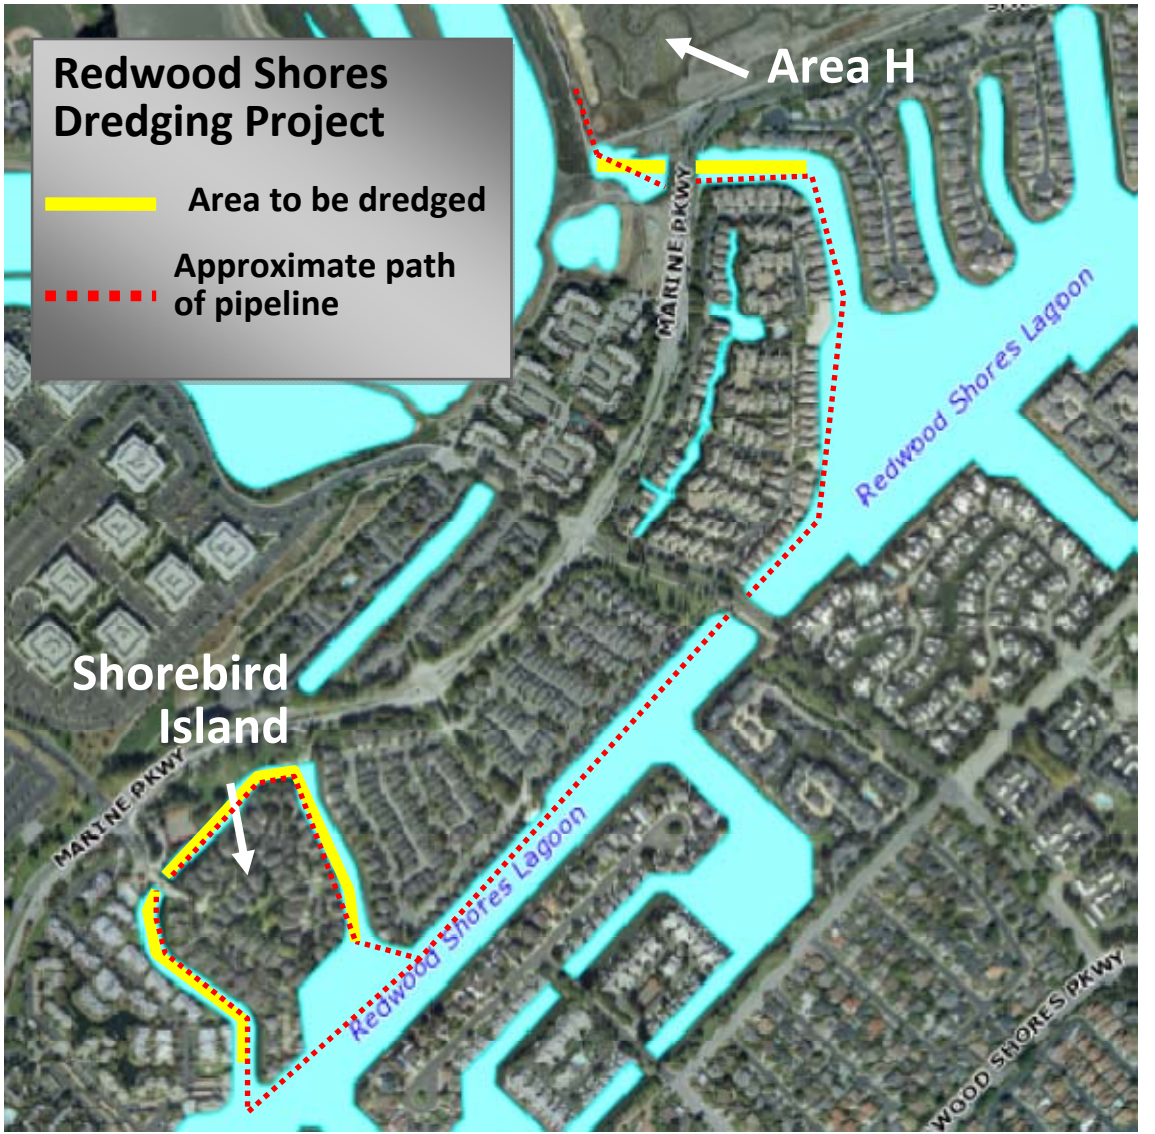 Redwood Shores
Dredging Project
Area to be dredged
Approximate path
of pipeline
Area H
MARINE PKWY
Redwood Shores Lagoon
Shorebird
Island
MARINE PKWY
Redwood Shores Lagoon
WOOD SHORES PKWY